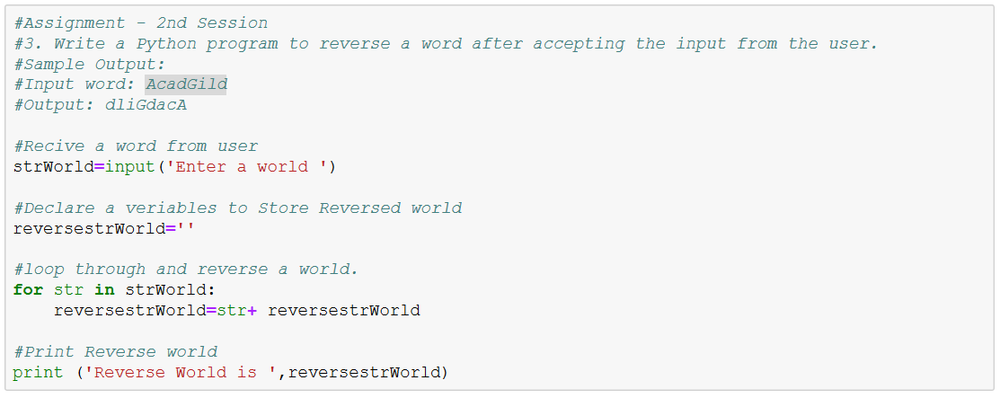 #Assignment - 2nd Session
#3. Write a Python program to reverse a word after accepting the input from the user.
#Sample Output:
#Input word: AcadGild
#Output: dliGdacA
#Recive a word from user
strWorld=input('Enter a world ')
#Declare a veriables to Store Reversed world
reversestrWorld=''
#loop through and reverse a world.
for str in strWorld:
    reversestrWorld=str+ reversestrWorld
#Print Reverse world
print ('Reverse World is ',reversestrWorld)